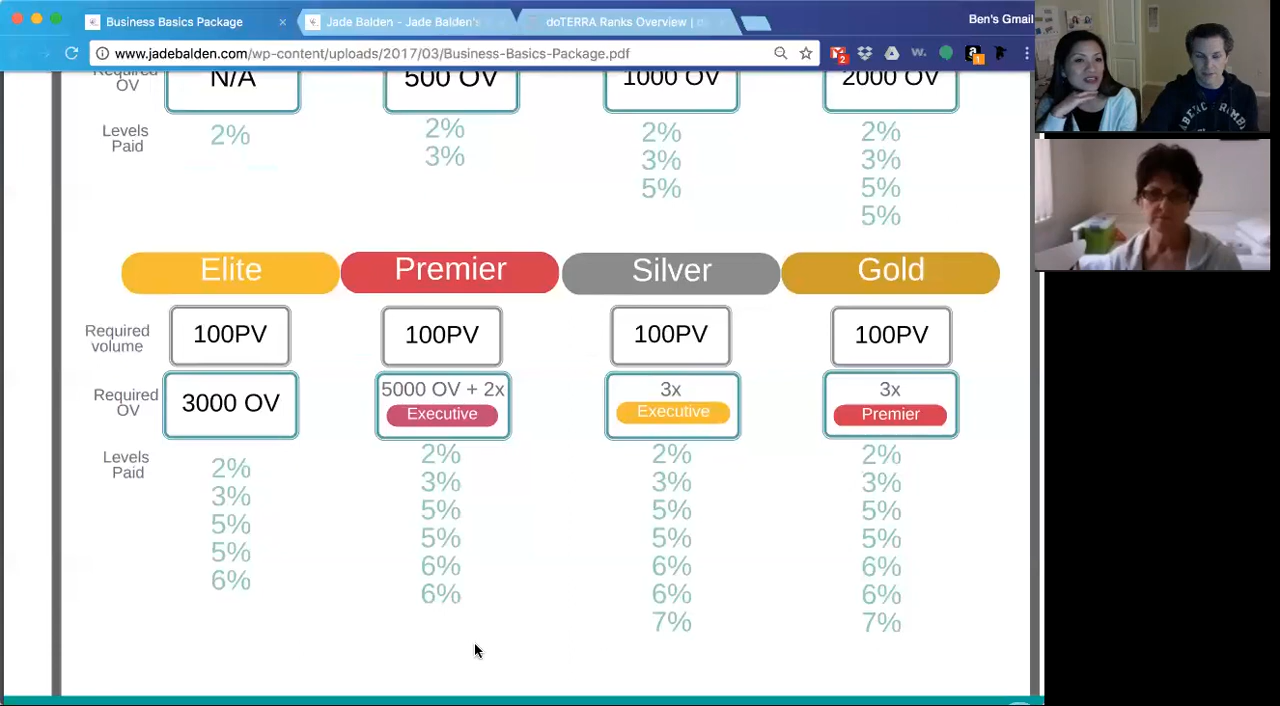 Business Basics Package
Jade Balden - Jade Balden's
doTERRA Ranks Overview | d
Ben's Gmail
www.jadebalden.com/wp-content/uploads/2017/03/Business-Basics-Package.pdf
Required
OV
N/A
500 OV
1000 OV
2000 OV
Levels
Paid
2%
2%
2%
2%
3%
3%
3%
5%
5%
5%
Elite
Premier
Silver
Gold
Required
volume
100PV
100PV
100PV
100PV
Required
OV
3000 OV
5000 OV + 2x
Executive
3x
Executive
3x
Premier
Levels
Paid
2%
2%
2%
2%
3%
3%
3%
3%
5%
5%
5%
5%
5%
5%
5%
5%
6%
6%
6%
6%
6%
6%
6%
7%
7%